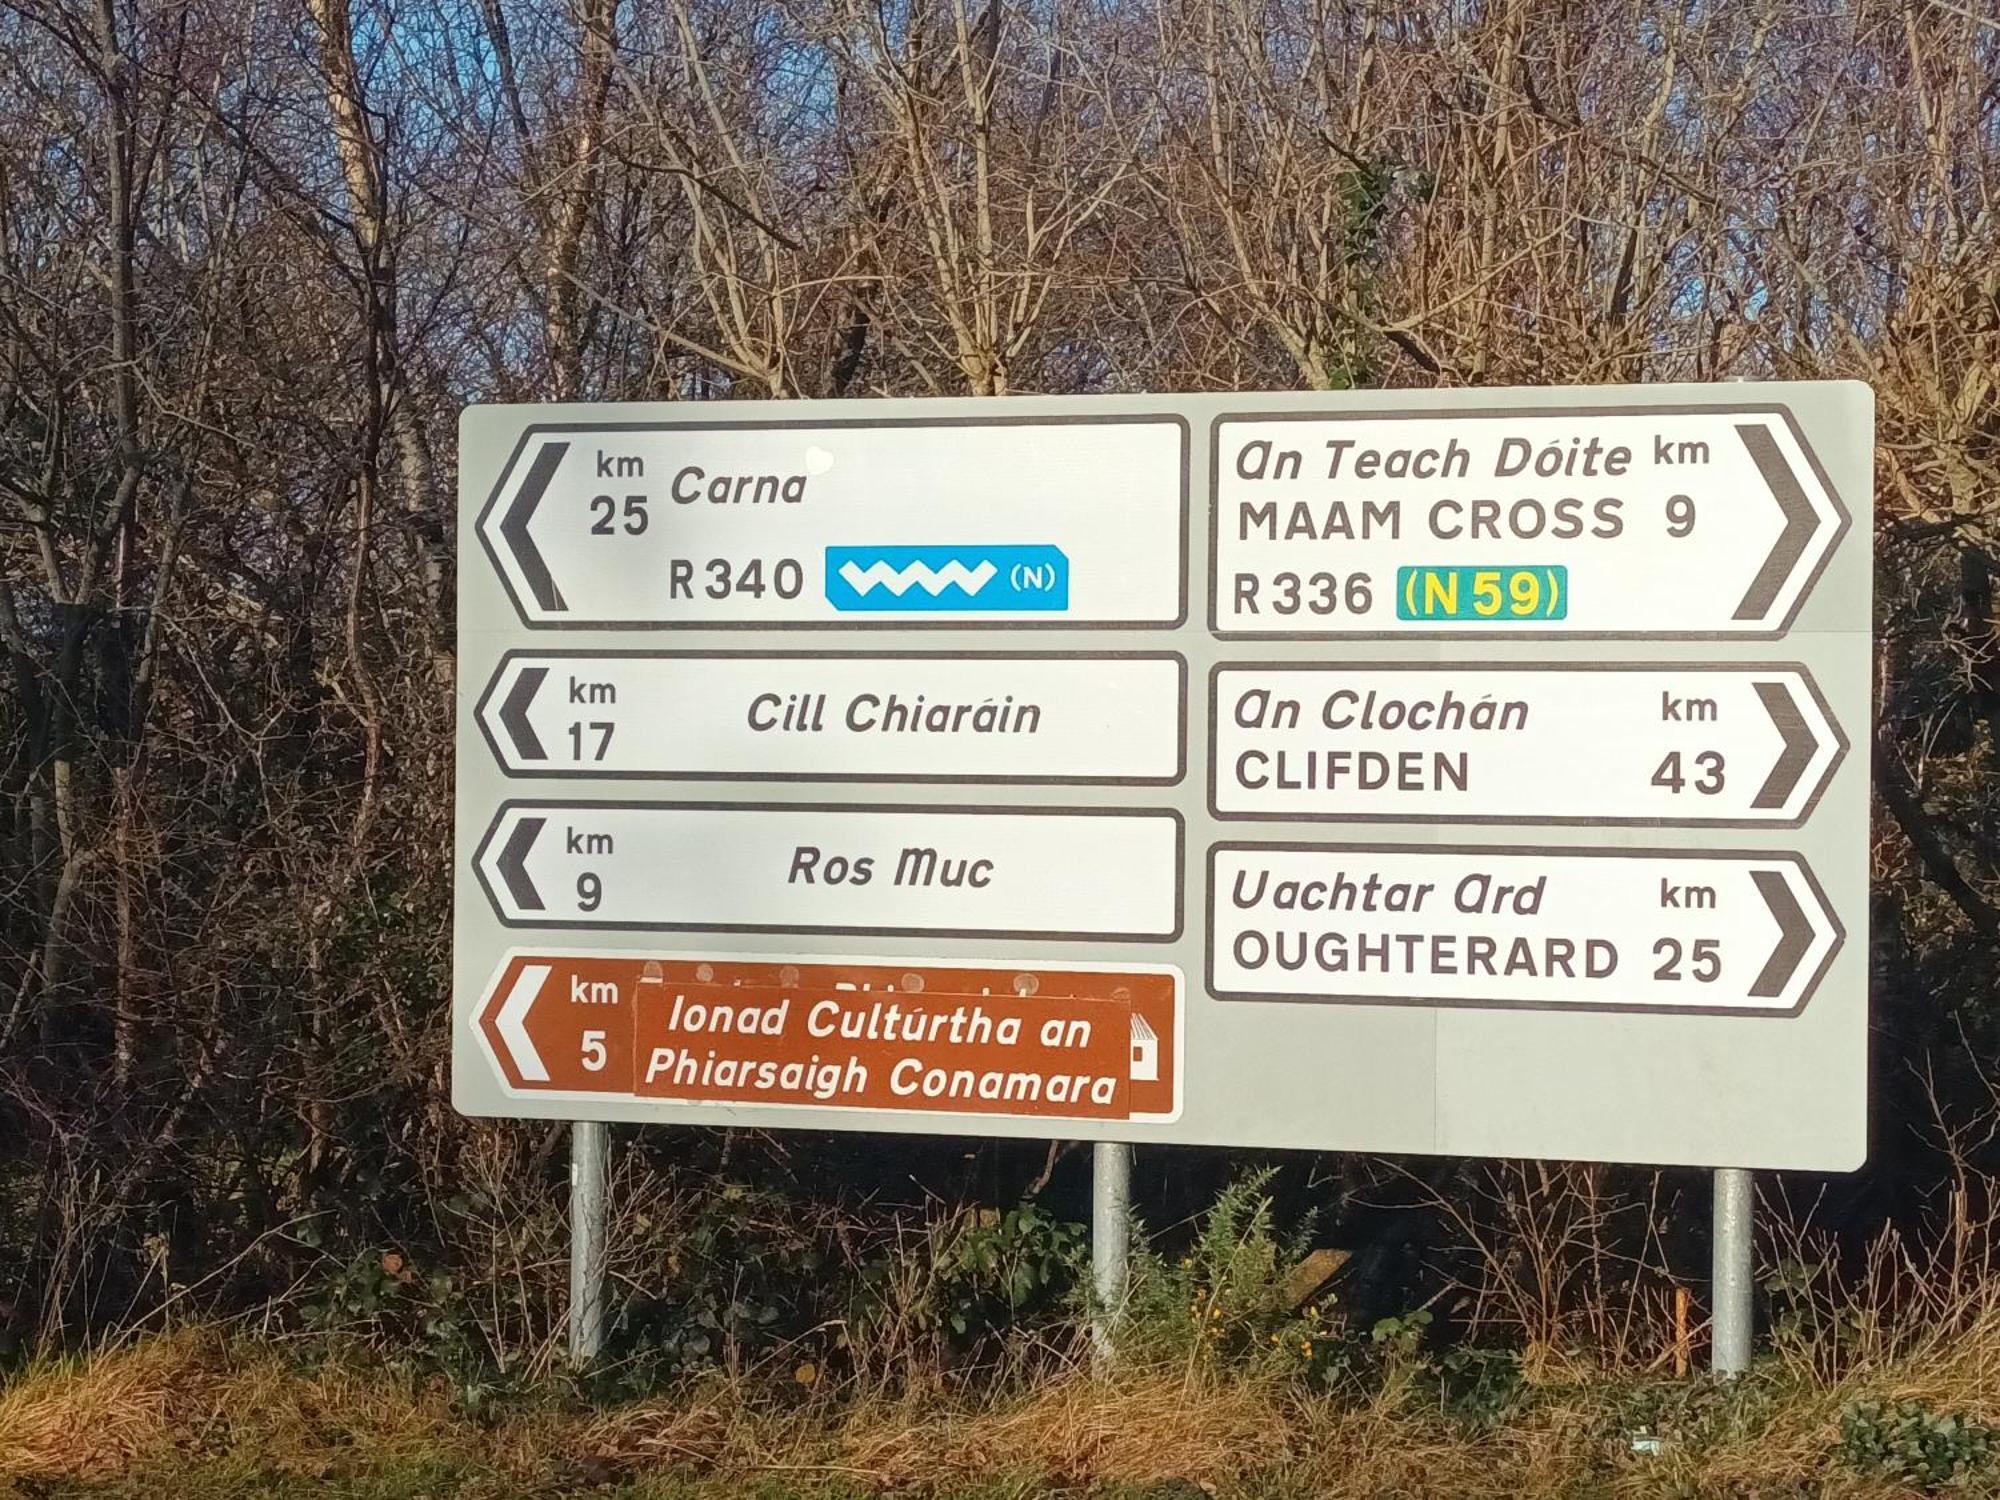 km
25
Carna
R340 (N)
km
17
Cill Chiaráin
km
9
Ros Muc
km
5
Ionad Cultúrtha an
Phiarsaigh Conamara
An Teach Dóite km
MAAM CROSS 9
R336 (N59)
An Clochán km
CLIFDEN 43
Uachtar Ard km
OUGHTERARD 25